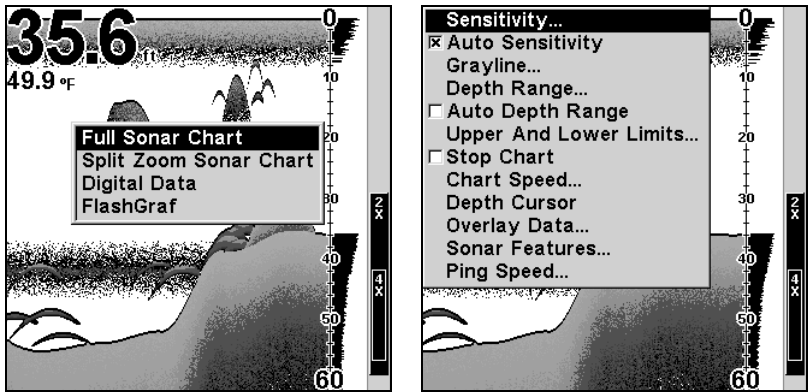 35.6 ft
49.9 °F
Full Sonar Chart
Split Zoom Sonar Chart
Digital Data
FlashGraf
0
10
20
30
40
50
60
2X
4X
Sensitivity...
Auto Sensitivity
Grayline...
Depth Range...
Auto Depth Range
Upper And Lower Limits...
Stop Chart
Chart Speed...
Depth Cursor
Overlay Data...
Sonar Features...
Ping Speed...
0
10
20
30
40
50
60
2X
4X